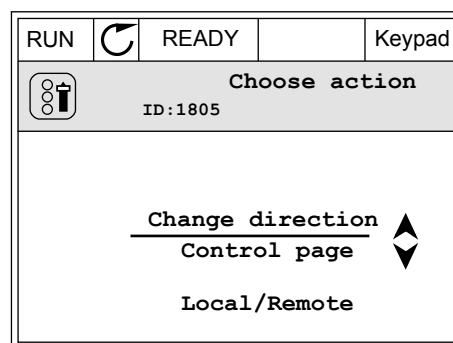 RUN READY Keypad
Choose action
ID:1805
Change direction
Control page
Local/Remote